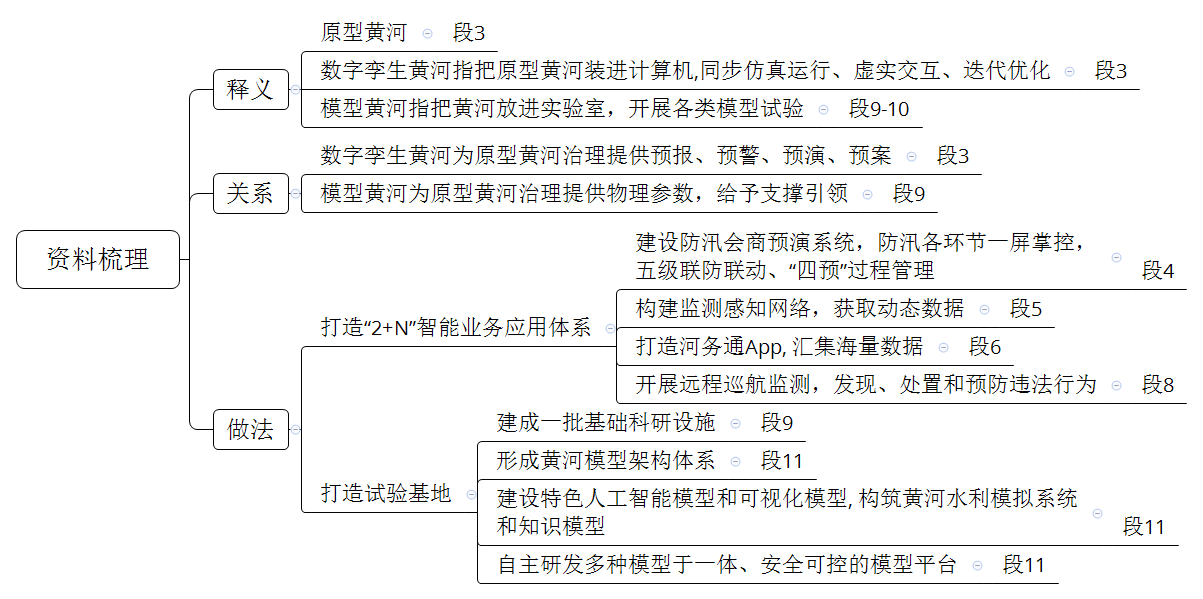 资料梳理
释义
原型黄河 段3
数字孪生黄河指把原型黄河装进计算机,同步仿真运行、虚实交互、迭代优化 段3
模型黄河指把黄河放进实验室，开展各类模型试验 段9-10
关系
数字孪生黄河为原型黄河治理提供预报、预警、预演、预案 段3
模型黄河为原型黄河治理提供物理参数，给予支撑引领 段9
做法
打造“2+N”智能业务应用体系
建设防汛会商预演系统，防汛各环节一屏掌控，
五级联防联动、“四预”过程管理 段4
构建监测感知网络，获取动态数据 段5
打造河务通App, 汇集海量数据 段6
开展远程巡航监测，发现、处置和预防违法行为 段8
打造试验基地
建成一批基础科研设施 段9
形成黄河模型架构体系 段11
建设特色人工智能模型和可视化模型, 构筑黄河水利模拟系统
和知识模型 段11
自主研发多种模型于一体、安全可控的模型平台 段11